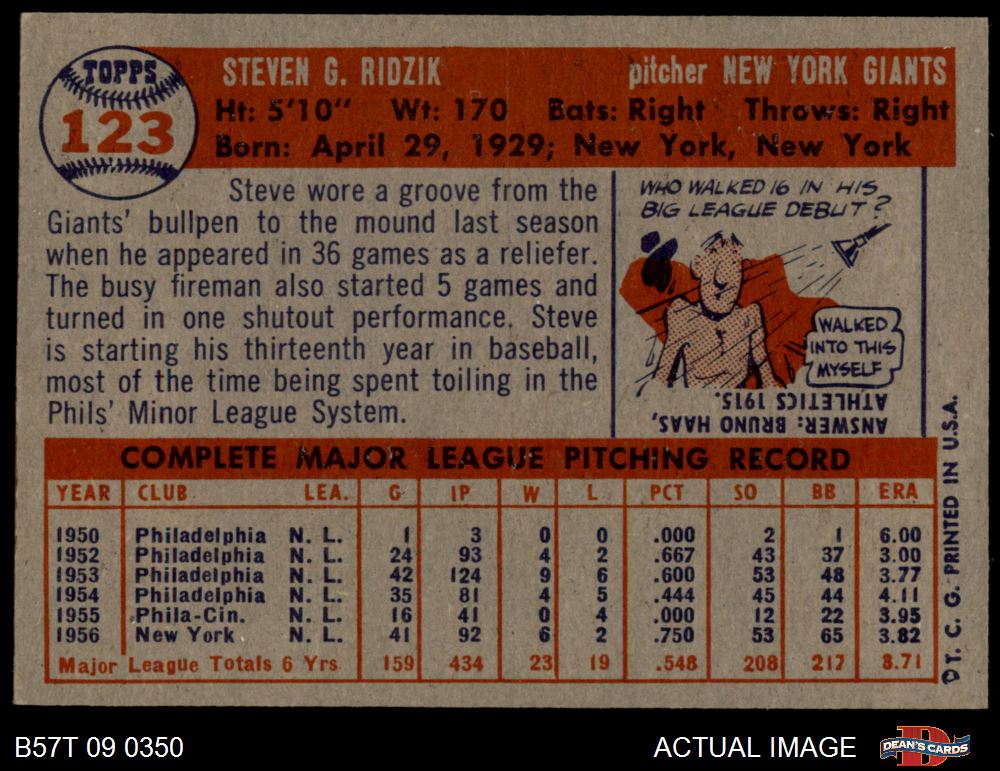 TOPPS
123
STEVEN G. RIDZIK pitcher NEW YORK GIANTS
Ht: 5'10" Wt: 170 Bats: Right Throws: Right
Born: April 29, 1929; New York, New York
Steve wore a groove from the
Giants' bullpen to the mound last season
when he appeared in 36 games as a reliefer.
The busy fireman also started 5 games and
turned in one shutout performance. Steve
is starting his thirteenth year in baseball,
most of the time being spent toiling in the
Phils' Minor League System.
WHO WALKED 16 IN HIS
BIG LEAGUE DEBUT?
WALKED
INTO THIS
MYSELF
ANSWER: BRUNO HAAS,
ATHLETICS 1915.
COMPLETE MAJOR LEAGUE PITCHING RECORD
YEAR CLUB LEA. G IP W L PCT SO BB ERA
1950 Philadelphia N. L. 1 3 0 0 .000 2 1 6.00
1952 Philadelphia N. L. 24 93 4 2 .667 43 37 3.00
1953 Philadelphia N. L. 42 124 9 6 .600 53 48 3.77
1954 Philadelphia N. L. 35 81 4 5 .444 45 44 4.11
1955 Phila-Cin. N. L. 16 41 0 4 .000 12 22 3.95
1956 New York N. L. 41 92 6 2 .750 53 65 3.82
Major League Totals 6 Yrs 159 434 23 19 .548 208 217 3.71
T. C. G. PRINTED IN U.S.A.
B57T 09 0350 ACTUAL IMAGE
DEAN'S CARDS